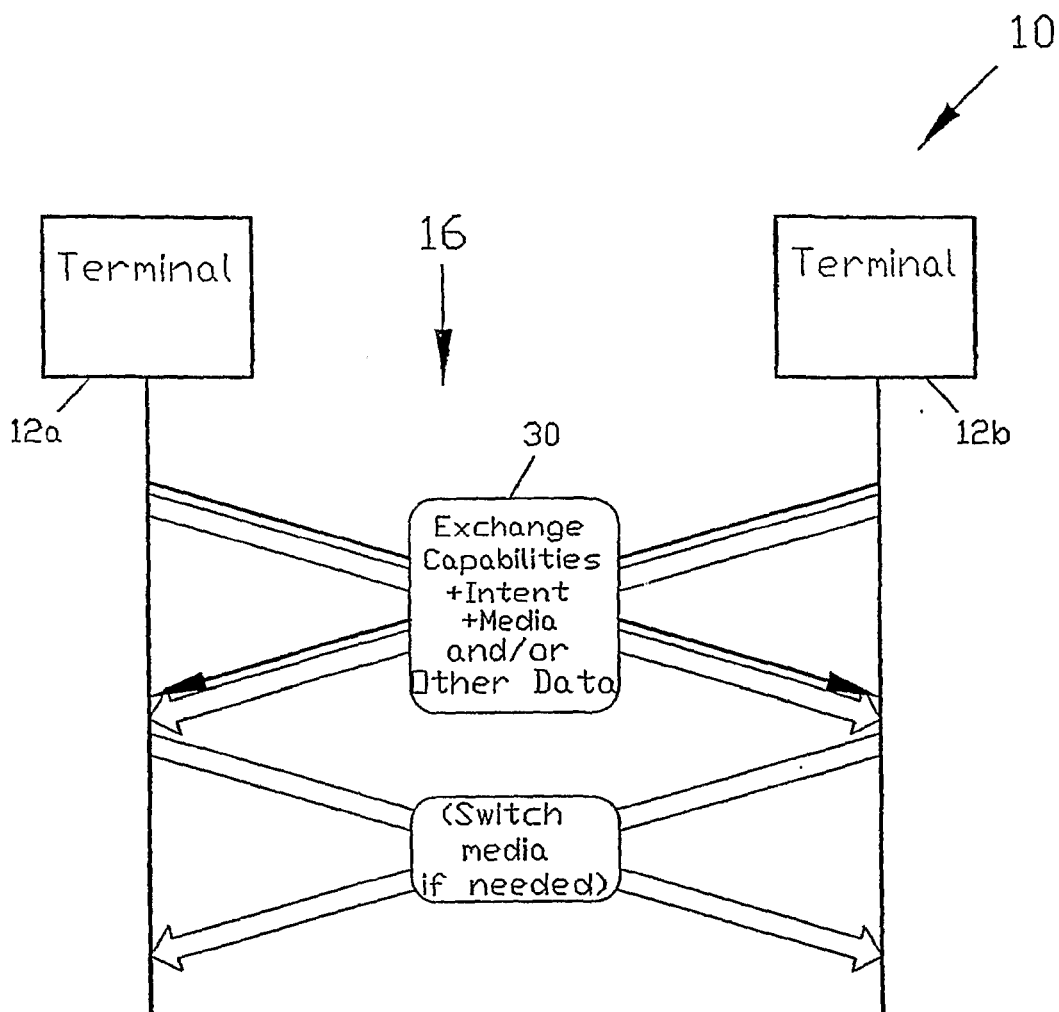 10
Terminal
16
Terminal
12a
12b
30
Exchange
Capabilities
+Intent
+Media
and/or
Other Data
(Switch
media
if needed)